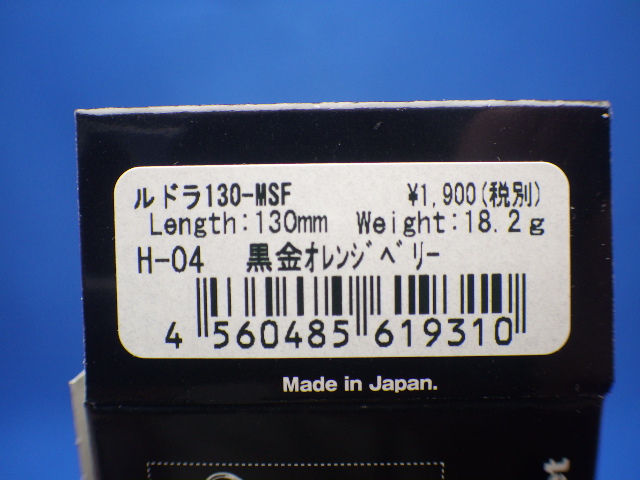 ルドラ130-MSF ¥1,900(税別)
Length:130mm Weight:18.2g
H-04 黒金ｵﾚﾝｼﾞﾍﾞﾘｰ
4 560485 619310
Made in Japan.